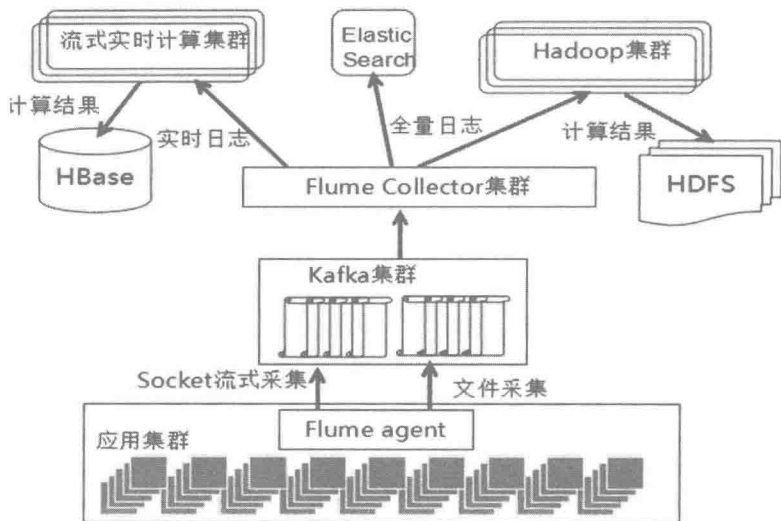 流式实时计算集群
Elastic
Search
Hadoop集群
计算结果
实时日志
全量日志
计算结果
HBase
Flume Collector集群
HDFS
Kafka集群
Socket流式采集
文件采集
Flume agent
应用集群